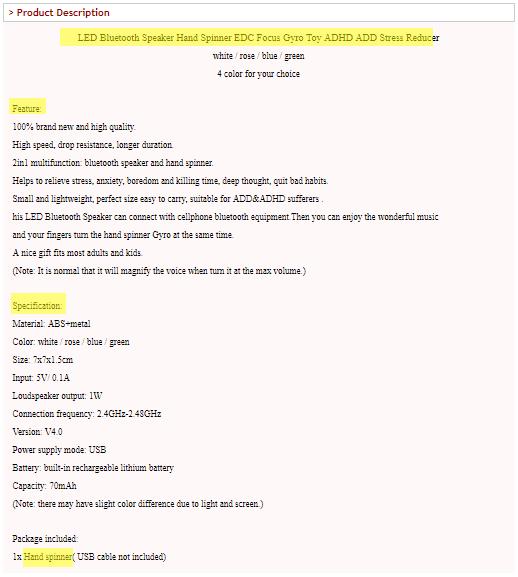 > Product Description
LED Bluetooth Speaker Hand Spinner EDC Focus Gyro Toy ADHD ADD Stress Reducer
white / rose / blue / green
4 color for your choice
Feature:
100% brand new and high quality.
High speed, drop resistance, longer duration.
2in1 multifunction: bluetooth speaker and hand spinner.
Helps to relieve stress, anxiety, boredom and killing time, deep thought, quit bad habits.
Small and lightweight, perfect size easy to carry, suitable for ADD&ADHD sufferers .
his LED Bluetooth Speaker can connect with cellphone bluetooth equipment.Then you can enjoy the wonderful music
and your fingers turn the hand spinner Gyro at the same time.
A nice gift fits most adults and kids.
(Note: It is normal that it will magnify the voice when turn it at the max volume.)
Specification:
Material: ABS+metal
Color: white / rose / blue / green
Size: 7x7x1.5cm
Input: 5V/ 0.1A
Loudspeaker output: 1W
Connection frequency: 2.4GHz-2.48GHz
Version: V4.0
Power supply mode: USB
Battery: built-in rechargeable lithium battery
Capacity: 70mAh
(Note: there may have slight color difference due to light and screen.)
Package included:
1x Hand spinner( USB cable not included)